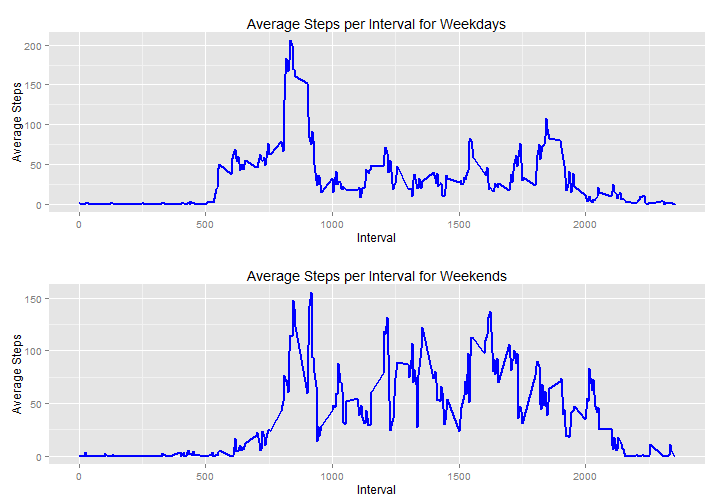 Average Steps per Interval for Weekdays
Average Steps
200
150
100
50
0
0 500 1000 1500 2000
Interval
Average Steps per Interval for Weekends
Average Steps
150
100
50
0
0 500 1000 1500 2000
Interval